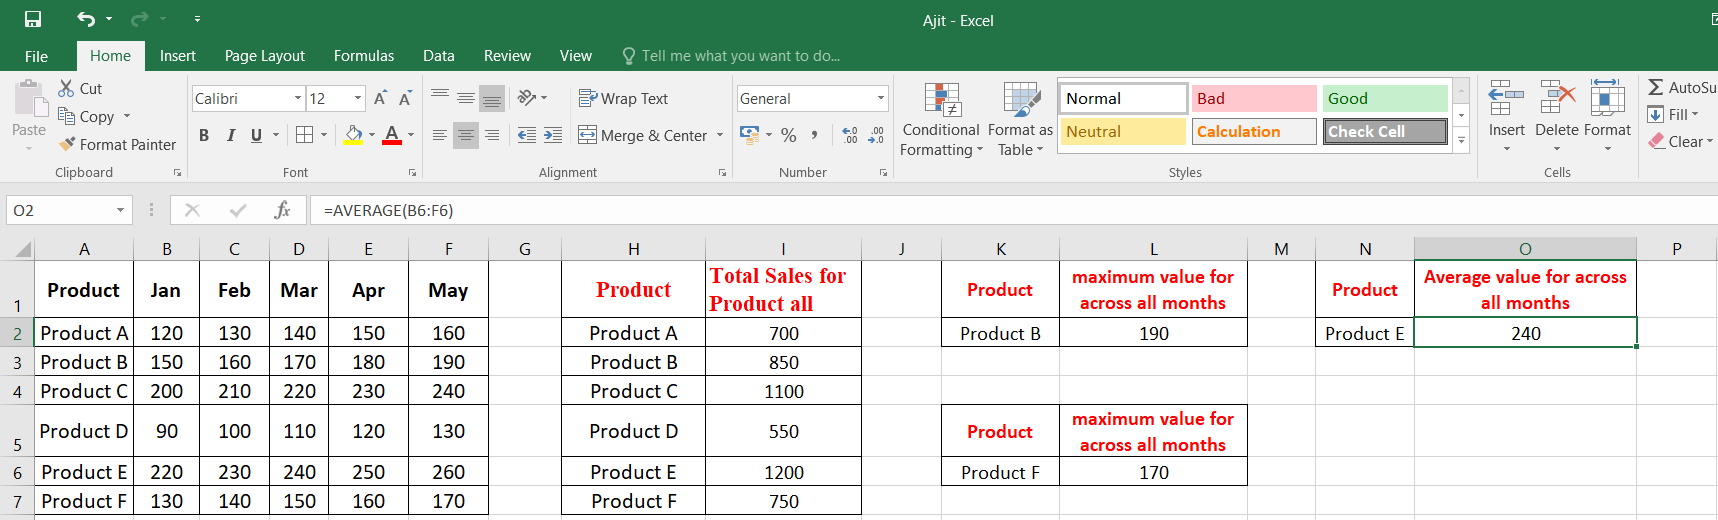 Ajit - Excel
File Home Insert Page Layout Formulas Data Review View Tell me what you want to do...
Cut
Calibri 12 A A Wrap Text General Normal Bad Good AutoSu
Copy
Paste B I U A Merge & Center % , .00 .00 Conditional Format as Neutral Calculation Check Cell Insert Delete Format Fill
Format Painter Formatting Table Clear
Clipboard Font Alignment Number Styles Cells
O2 fx =AVERAGE(B6:F6)
A B C D E F G H I J K L M N O P
1 Product Jan Feb Mar Apr May Product Total Sales for Product maximum value for Product Average value for across
Product all across all months all months
2 Product A 120 130 140 150 160 Product A 700 Product B 190 Product E 240
3 Product B 150 160 170 180 190 Product B 850
4 Product C 200 210 220 230 240 Product C 1100
5 Product D 90 100 110 120 130 Product D 550 Product maximum value for
across all months
6 Product E 220 230 240 250 260 Product E 1200 Product F 170
7 Product F 130 140 150 160 170 Product F 750